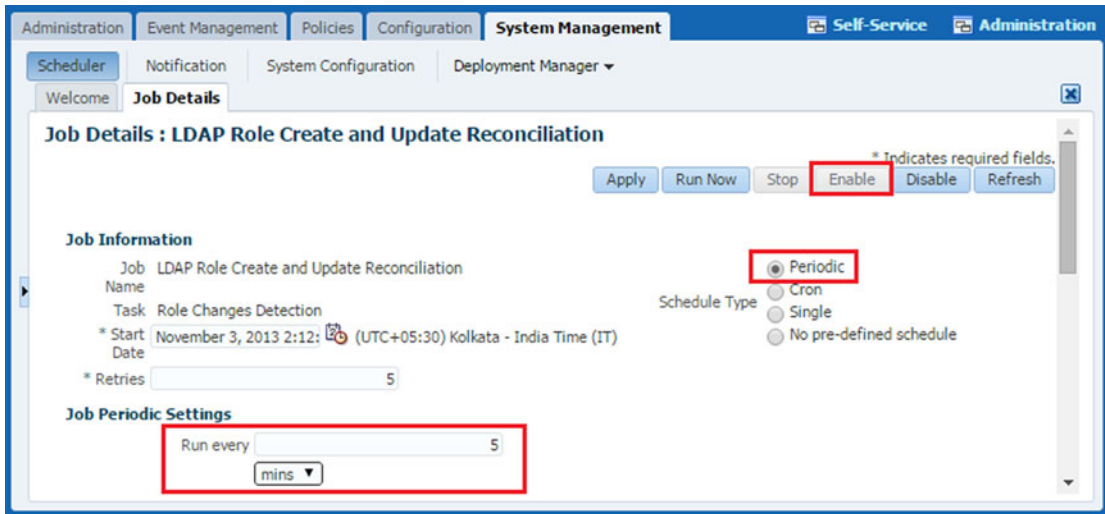 Administration Event Management Policies Configuration System Management Self-Service Administration
Scheduler Notification System Configuration Deployment Manager
Welcome Job Details
Job Details : LDAP Role Create and Update Reconciliation
* Indicates required fields.
Apply Run Now Stop Enable Disable Refresh
Job Information
Job Name LDAP Role Create and Update Reconciliation
Task Role Changes Detection
* Start Date November 3, 2013 2:12: (UTC+05:30) Kolkata - India Time (IT)
* Retries 5
Schedule Type
Periodic
Cron
Single
No pre-defined schedule
Job Periodic Settings
Run every 5
mins